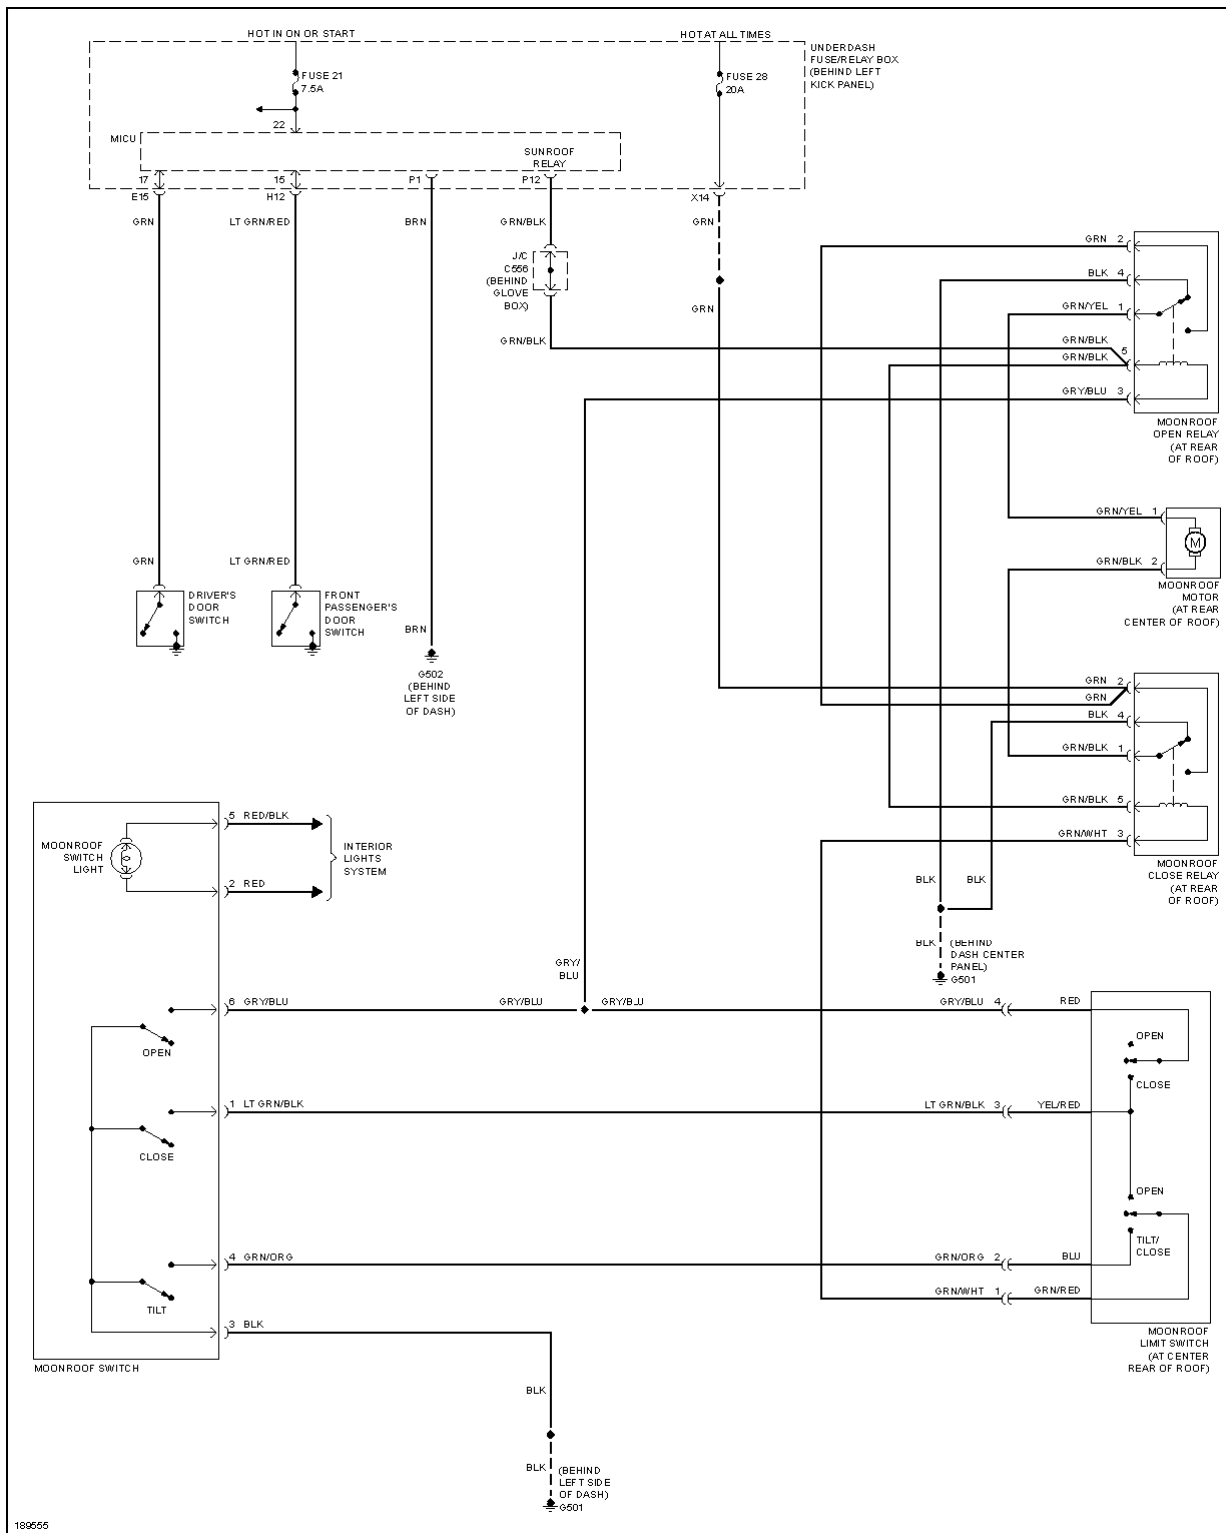 HOT IN ON OR START
HOT AT ALL TIMES
UNDERDASH
FUSE/RELAY BOX
(BEHIND LEFT
KICK PANEL)
FUSE 21
7.5A
FUSE 28
20A
22
MICU
SUNROOF
RELAY
17
15
P1
P12
E15
H12
X14
GRN
LT GRN/RED
BRN
GRN/BLK
GRN
J/C
C556
(BEHIND
GLOVE
BOX)
GRN
GRN/BLK
GRN 2
BLK 4
GRN/YEL 1
GRN/BLK
GRN/BLK
5
GRY/BLU 3
MOONROOF
OPEN RELAY
(AT REAR
OF ROOF)
GRN/YEL 1
M
GRN/BLK 2
MOONROOF
MOTOR
(AT REAR
CENTER OF ROOF)
GRN
LT GRN/RED
DRIVER'S
DOOR
SWITCH
FRONT
PASSENGER'S
DOOR
SWITCH
BRN
G502
(BEHIND
LEFT SIDE
OF DASH)
GRN 2
GRN
BLK 4
GRN/BLK 1
GRN/BLK 5
GRN/WHT 3
MOONROOF
CLOSE RELAY
(AT REAR
OF ROOF)
MOONROOF
SWITCH
LIGHT
5 RED/BLK
2 RED
INTERIOR
LIGHTS
SYSTEM
BLK
BLK
BLK
(BEHIND
DASH CENTER
PANEL)
G501
GRY/
BLU
6 GRY/BLU
GRY/BLU
GRY/BLU
GRY/BLU 4
RED
OPEN
OPEN
CLOSE
1 LT GRN/BLK
LT GRN/BLK 3
YEL/RED
CLOSE
OPEN
TILT/
CLOSE
4 GRN/ORG
GRN/ORG 2
BLU
GRN/WHT 1
GRN/RED
TILT
3 BLK
MOONROOF SWITCH
MOONROOF
LIMIT SWITCH
(AT CENTER
REAR OF ROOF)
BLK
BLK
(BEHIND
LEFT SIDE
OF DASH)
G501
189555